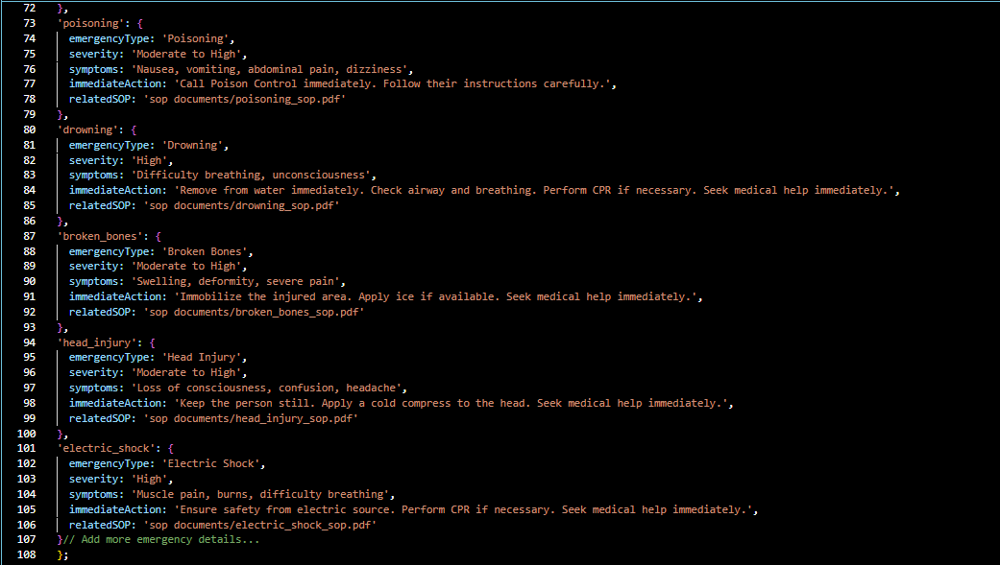 72 },
73 'poisoning': {
74 emergencyType: 'Poisoning',
75 severity: 'Moderate to High',
76 symptoms: 'Nausea, vomiting, abdominal pain, dizziness',
77 immediateAction: 'Call Poison Control immediately. Follow their instructions carefully.',
78 relatedSOP: 'sop documents/poisoning_sop.pdf'
79 },
80 'drowning': {
81 emergencyType: 'Drowning',
82 severity: 'High',
83 symptoms: 'Difficulty breathing, unconsciousness',
84 immediateAction: 'Remove from water immediately. Check airway and breathing. Perform CPR if necessary. Seek medical help immediately.',
85 relatedSOP: 'sop documents/drowning_sop.pdf'
86 },
87 'broken_bones': {
88 emergencyType: 'Broken Bones',
89 severity: 'Moderate to High',
90 symptoms: 'Swelling, deformity, severe pain',
91 immediateAction: 'Immobilize the injured area. Apply ice if available. Seek medical help immediately.',
92 relatedSOP: 'sop documents/broken_bones_sop.pdf'
93 },
94 'head_injury': {
95 emergencyType: 'Head Injury',
96 severity: 'Moderate to High',
97 symptoms: 'Loss of consciousness, confusion, headache',
98 immediateAction: 'Keep the person still. Apply a cold compress to the head. Seek medical help immediately.',
99 relatedSOP: 'sop documents/head_injury_sop.pdf'
100 },
101 'electric_shock': {
102 emergencyType: 'Electric Shock',
103 severity: 'High',
104 symptoms: 'Muscle pain, burns, difficulty breathing',
105 immediateAction: 'Ensure safety from electric source. Perform CPR if necessary. Seek medical help immediately.',
106 relatedSOP: 'sop documents/electric_shock_sop.pdf'
107 }// Add more emergency details...
108 };